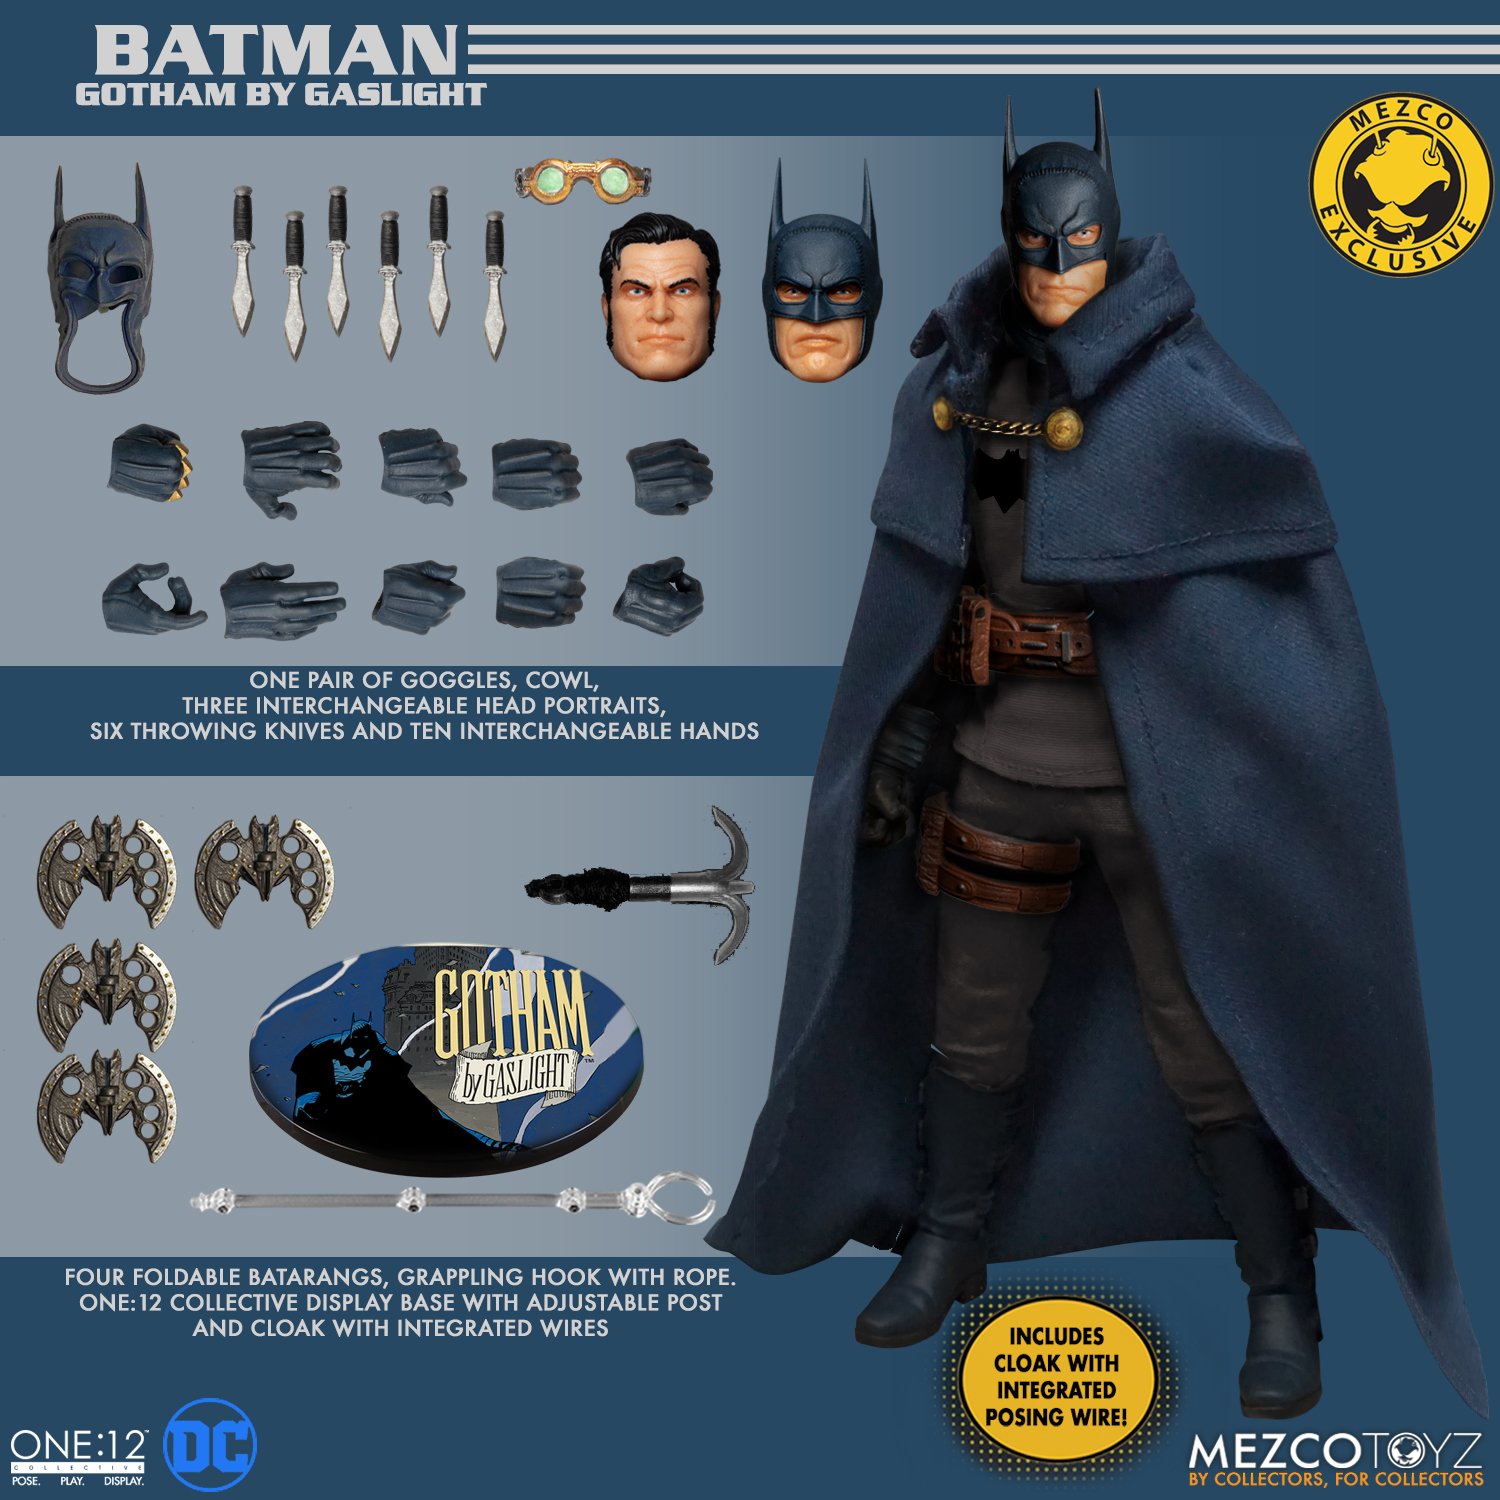 BATMAN
GOTHAM BY GASLIGHT
MEZCO
EXCLUSIVE
ONE PAIR OF GOGGLES, COWL,
THREE INTERCHANGEABLE HEAD PORTRAITS,
SIX THROWING KNIVES AND TEN INTERCHANGEABLE HANDS
GOTHAM™
by GASLIGHT
FOUR FOLDABLE BATARANGS, GRAPPLING HOOK WITH ROPE.
ONE:12 COLLECTIVE DISPLAY BASE WITH ADJUSTABLE POST
AND CLOAK WITH INTEGRATED WIRES
INCLUDES
CLOAK WITH
INTEGRATED
POSING WIRE!
ONE:12™
COLLECTIVE
POSE. PLAY. DISPLAY.
DC
MEZCOTOYZ
BY COLLECTORS, FOR COLLECTORS